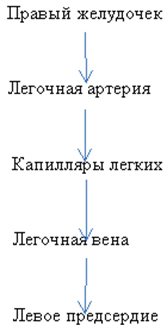 Правый желудочек
Легочная артерия
Капилляры легких
Легочная вена
Левое предсердие